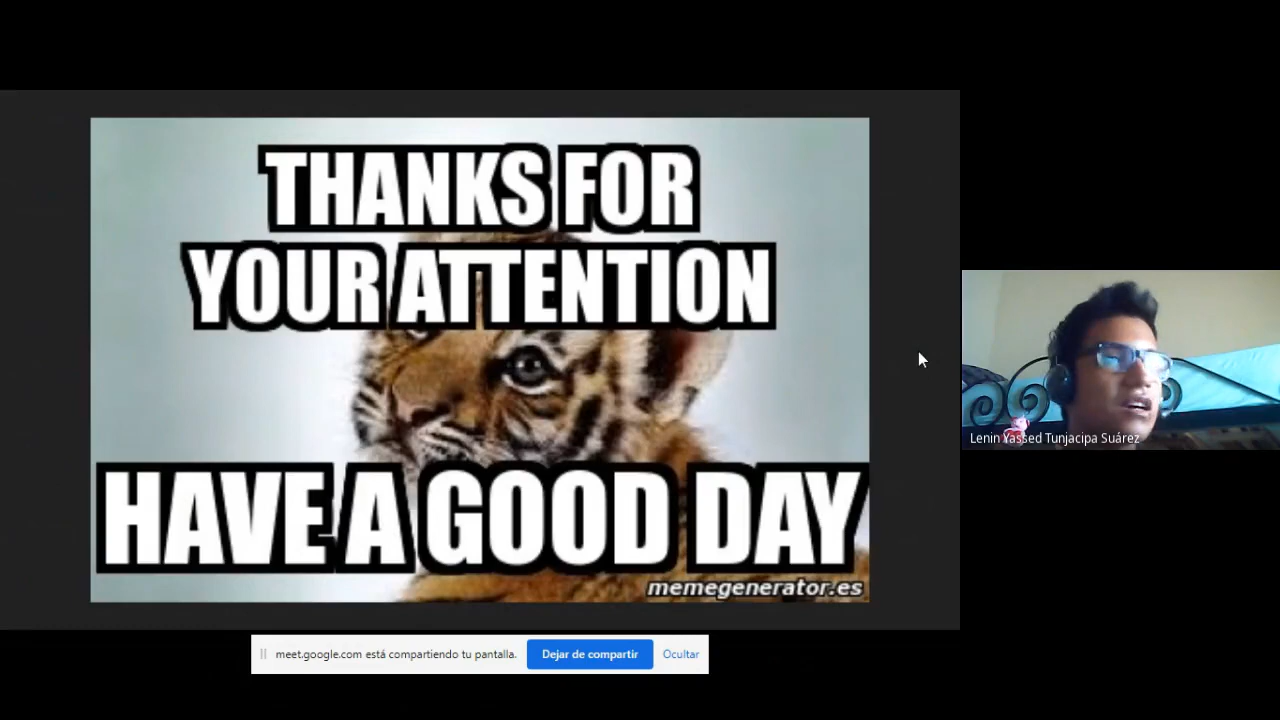 THANKS FOR
YOUR ATTENTION
HAVE A GOOD DAY
memegenerator.es
Lenin Yassed Tunjacipa Suárez
meet.google.com está compartiendo tu pantalla.
Dejar de compartir
Ocultar